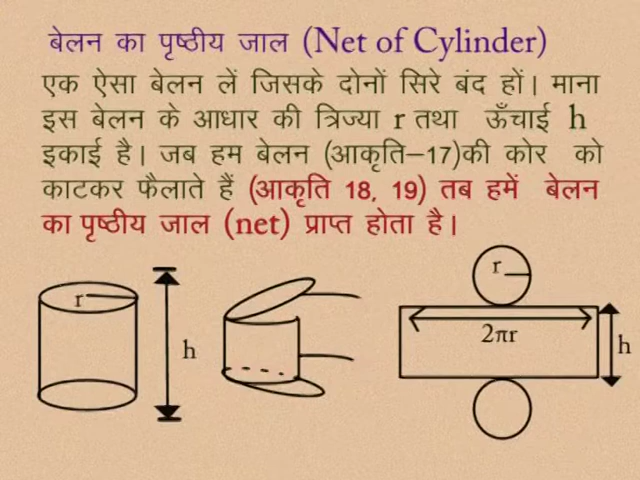 बेलन का पृष्ठीय जाल (Net of Cylinder)
एक ऐसा बेलन लें जिसके दोनों सिरे बंद हों। माना
इस बेलन के आधार की त्रिज्या r तथा ऊँचाई h
इकाई है। जब हम बेलन (आकृति–17)की कोर को
काटकर फैलाते हैं (आकृति 18, 19) तब हमें बेलन
का पृष्ठीय जाल (net) प्राप्त होता है।
r
h
r
2πr
h